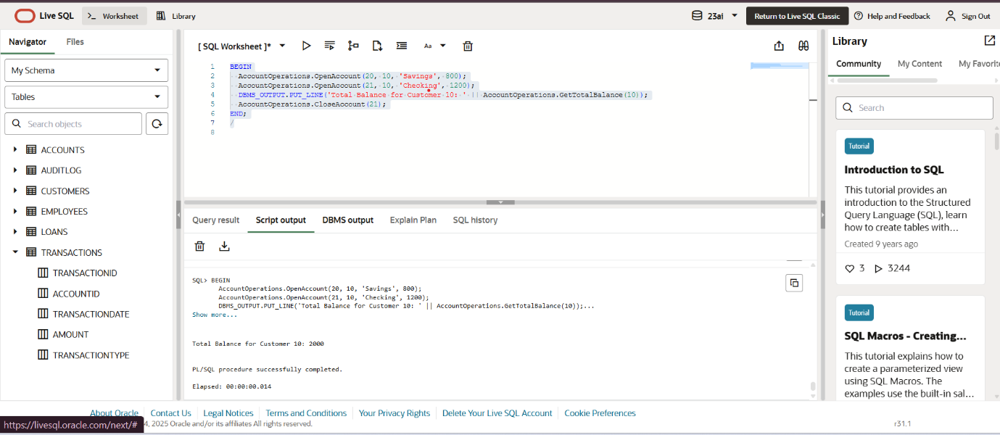 Live SQL
Worksheet
Library
23ai
Return to Live SQL Classic
Help and Feedback
Sign Out
Navigator
Files
My Schema
Tables
Search objects
ACCOUNTS
AUDITLOG
CUSTOMERS
EMPLOYEES
LOANS
TRANSACTIONS
TRANSACTIONID
ACCOUNTID
TRANSACTIONDATE
AMOUNT
TRANSACTIONTYPE
[ SQL Worksheet ]*
Aa
1 BEGIN
2 AccountOperations.OpenAccount(20, 10, 'Savings', 800);
3 AccountOperations.OpenAccount(21, 10, 'Checking', 1200);
4 DBMS_OUTPUT.PUT_LINE('Total Balance for Customer 10: ' || AccountOperations.GetTotalBalance(10));
5 AccountOperations.CloseAccount(21);
6 END;
7 /
8
Query result
Script output
DBMS output
Explain Plan
SQL history
SQL> BEGIN
AccountOperations.OpenAccount(20, 10, 'Savings', 800);
AccountOperations.OpenAccount(21, 10, 'Checking', 1200);
DBMS_OUTPUT.PUT_LINE('Total Balance for Customer 10: ' || AccountOperations.GetTotalBalance(10));...
Show more...
Total Balance for Customer 10: 2000
PL/SQL procedure successfully completed.
Elapsed: 00:00:00.014
Library
Community
My Content
My Favorit
Search
Tutorial
Introduction to SQL
This tutorial provides an
introduction to the Structured
Query Language (SQL), learn
how to create tables with...
Created 9 years ago
3
3244
Tutorial
SQL Macros - Creating...
This tutorial explains how to
create a parameterized view
using SQL Macros. The
examples use the built-in sal...
About Oracle
Contact Us
Legal Notices
Terms and Conditions
Your Privacy Rights
Delete Your Live SQL Account
Cookie Preferences
https://livesql.oracle.com/next/#
4, 2025 Oracle and/or its affiliates All rights reserved.
r31.1